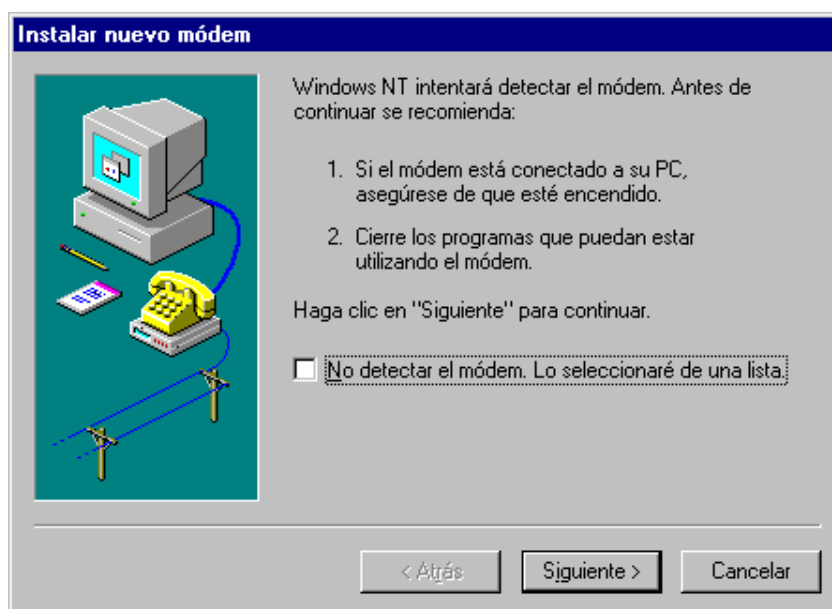 Instalar nuevo módem
Windows NT intentará detectar el módem. Antes de
continuar se recomienda:
1. Si el módem está conectado a su PC,
asegúrese de que esté encendido.
2. Cierre los programas que puedan estar
utilizando el módem.
Haga clic en "Siguiente" para continuar.
No detectar el módem. Lo seleccionaré de una lista.
< Atrás Siguiente > Cancelar